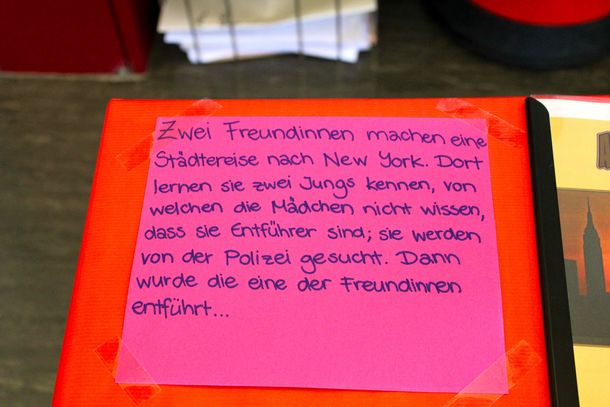 Zwei Freundinnen machen eine
Städtereise nach New York. Dort
lernen sie zwei Jungs kennen, von
welchen die Mädchen nicht wissen,
dass sie Entführer sind; sie werden
von der Polizei gesucht. Dann
wurde die eine der Freundinnen
entführt...